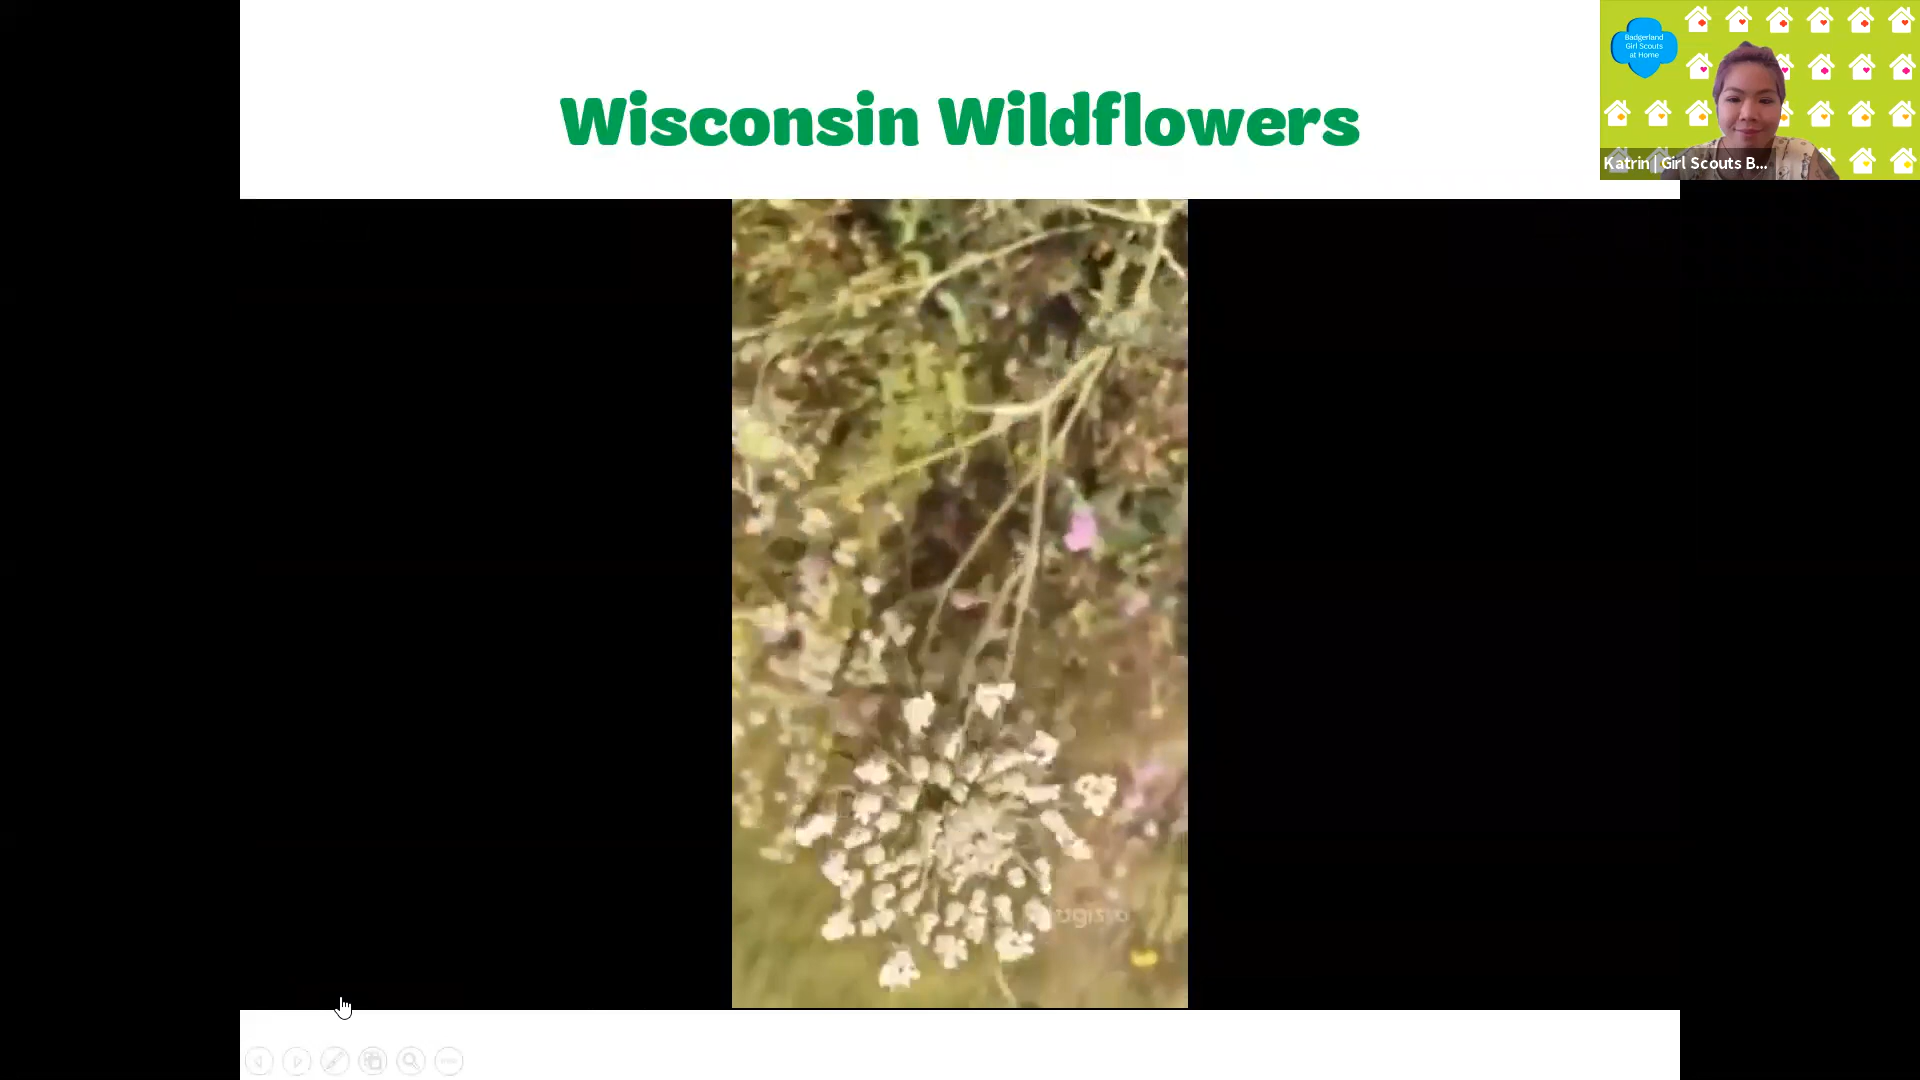 Wisconsin Wildflowers
Badgerland
Girl Scouts
at Home
Katrin | Girl Scouts B...